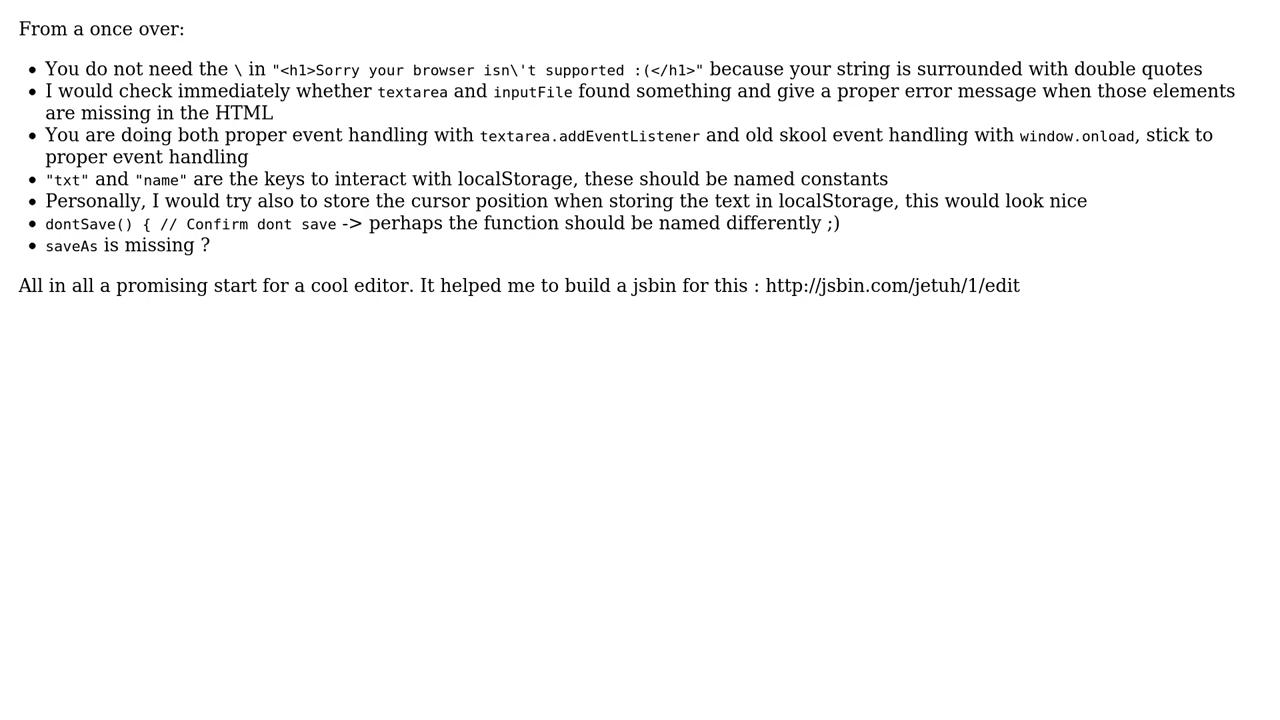 From a once over:
• You do not need the \ in "<h1>Sorry your browser isn\'t supported :(</h1>" because your string is surrounded with double quotes
• I would check immediately whether textarea and inputFile found something and give a proper error message when those elements
are missing in the HTML
• You are doing both proper event handling with textarea.addEventListener and old skool event handling with window.onload, stick to
proper event handling
• "txt" and "name" are the keys to interact with localStorage, these should be named constants
• Personally, I would try also to store the cursor position when storing the text in localStorage, this would look nice
• dontSave() { // Confirm dont save -> perhaps the function should be named differently ;)
• saveAs is missing ?
All in all a promising start for a cool editor. It helped me to build a jsbin for this : http://jsbin.com/jetuh/1/edit